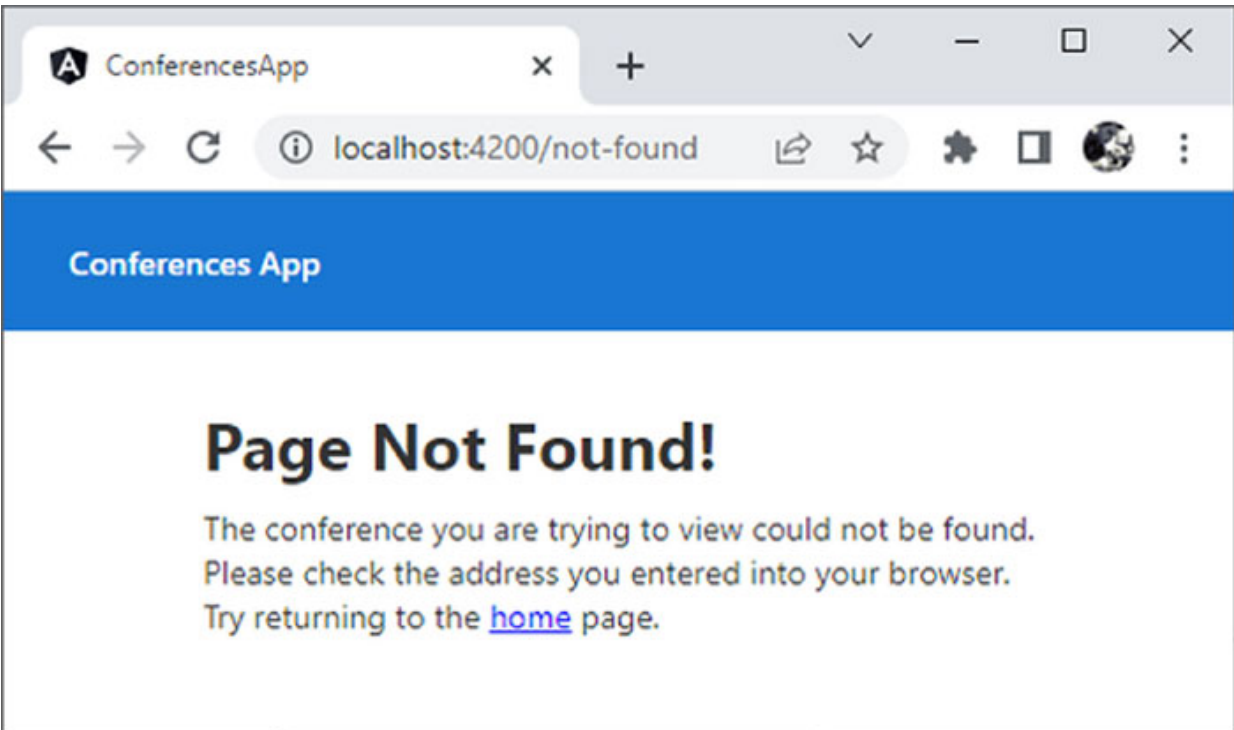 ConferencesApp
localhost:4200/not-found
Conferences App
Page Not Found!
The conference you are trying to view could not be found.
Please check the address you entered into your browser.
Try returning to the home page.